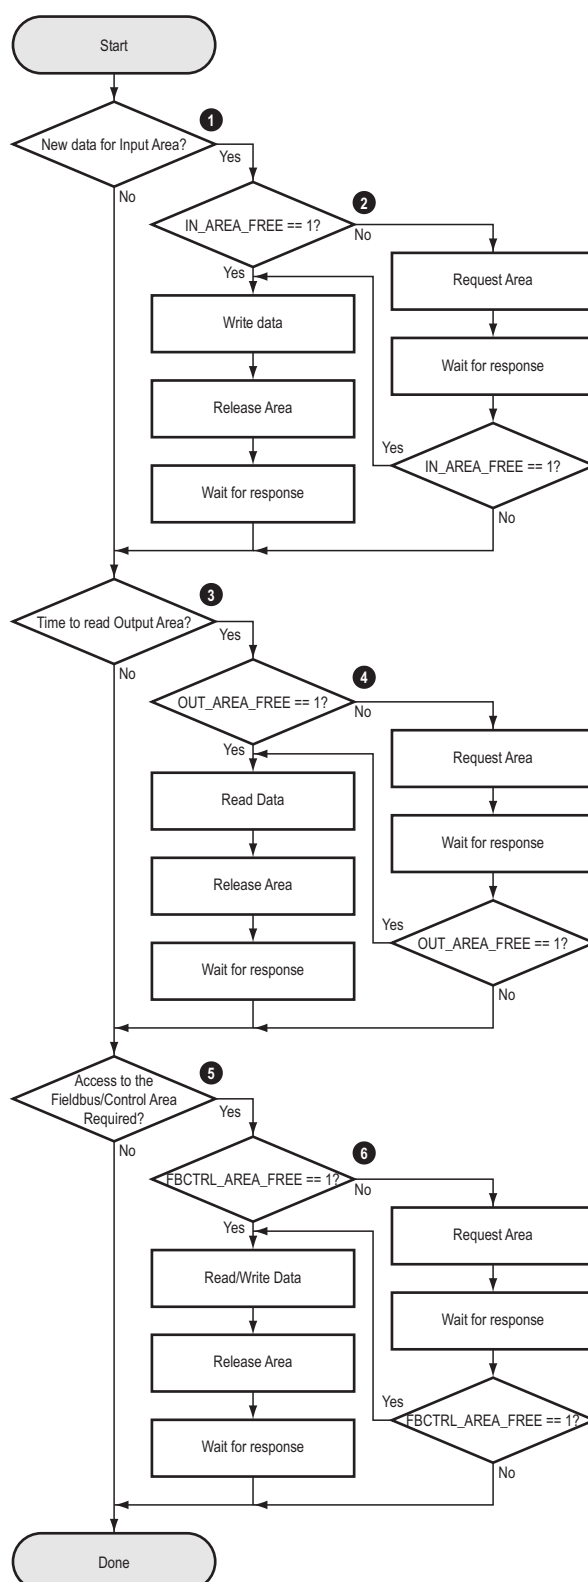 Start
1
New data for Input Area?
Yes
No
2
IN_AREA_FREE == 1?
No
Yes
Request Area
Write data
Wait for response
Release Area
Yes
IN_AREA_FREE == 1?
Wait for response
No
3
Time to read Output Area?
Yes
No
4
OUT_AREA_FREE == 1?
No
Yes
Request Area
Read Data
Wait for response
Release Area
Yes
OUT_AREA_FREE == 1?
Wait for response
No
5
Access to the
Fieldbus/Control Area
Required?
Yes
No
6
FBCTRL_AREA_FREE == 1?
No
Yes
Request Area
Read/Write Data
Wait for response
Release Area
Yes
FBCTRL_AREA_FREE == 1?
Wait for response
No
Done